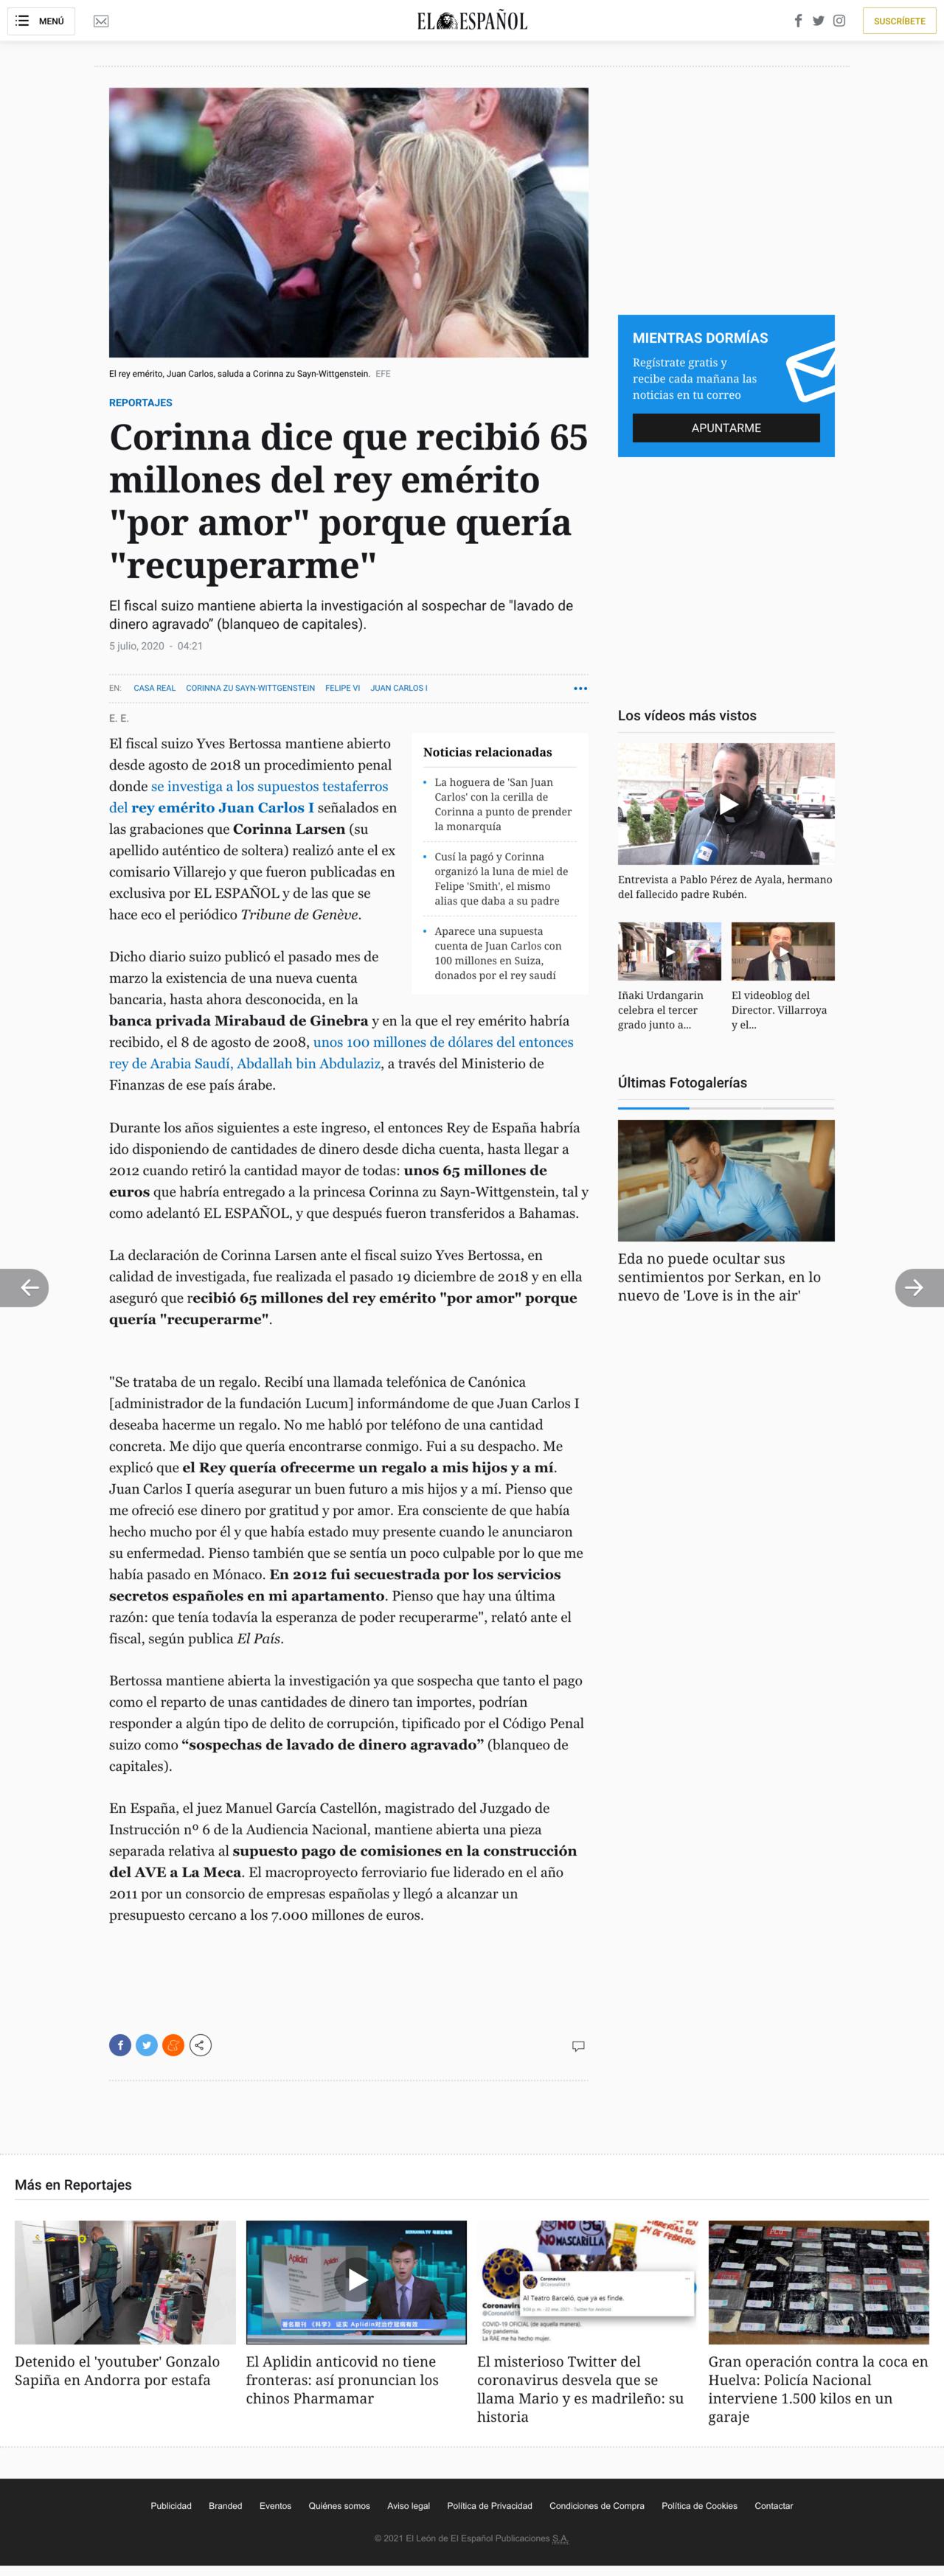 MENÚ
EL ESPAÑOL
SUSCRÍBETE
El rey emérito, Juan Carlos, saluda a Corinna zu Sayn-Wittgenstein. EFE
REPORTAJES
Corinna dice que recibió 65
millones del rey emérito
"por amor" porque quería
"recuperarme"
El fiscal suizo mantiene abierta la investigación al sospechar de "lavado de
dinero agravado” (blanqueo de capitales).
5 julio, 2020 - 04:21
EN: CASA REAL CORINNA ZU SAYN-WITTGENSTEIN FELIPE VI JUAN CARLOS I
E. E.
El fiscal suizo Yves Bertossa mantiene abierto
desde agosto de 2018 un procedimiento penal
donde se investiga a los supuestos testaferros
del rey emérito Juan Carlos I señalados en
las grabaciones que Corinna Larsen (su
apellido auténtico de soltera) realizó ante el ex
comisario Villarejo y que fueron publicadas en
exclusiva por EL ESPAÑOL y de las que se
hace eco el periódico Tribune de Genève.
Noticias relacionadas
La hoguera de 'San Juan
Carlos' con la cerilla de
Corinna a punto de prender
la monarquía
Cusí la pagó y Corinna
organizó la luna de miel de
Felipe 'Smith', el mismo
alias que daba a su padre
Aparece una supuesta
cuenta de Juan Carlos con
100 millones en Suiza,
donados por el rey saudí
Dicho diario suizo publicó el pasado mes de
marzo la existencia de una nueva cuenta
bancaria, hasta ahora desconocida, en la
banca privada Mirabaud de Ginebra y en la que el rey emérito habría
recibido, el 8 de agosto de 2008, unos 100 millones de dólares del entonces
rey de Arabia Saudí, Abdallah bin Abdulaziz, a través del Ministerio de
Finanzas de ese país árabe.
Durante los años siguientes a este ingreso, el entonces Rey de España habría
ido disponiendo de cantidades de dinero desde dicha cuenta, hasta llegar a
2012 cuando retiró la cantidad mayor de todas: unos 65 millones de
euros que habría entregado a la princesa Corinna zu Sayn-Wittgenstein, tal y
como adelantó EL ESPAÑOL, y que después fueron transferidos a Bahamas.
La declaración de Corinna Larsen ante el fiscal suizo Yves Bertossa, en
calidad de investigada, fue realizada el pasado 19 diciembre de 2018 y en ella
aseguró que recibió 65 millones del rey emérito "por amor" porque
quería "recuperarme".
"Se trataba de un regalo. Recibí una llamada telefónica de Canónica
[administrador de la fundación Lucum] informándome de que Juan Carlos I
deseaba hacerme un regalo. No me habló por teléfono de una cantidad
concreta. Me dijo que quería encontrarse conmigo. Fui a su despacho. Me
explicó que el Rey quería ofrecerme un regalo a mis hijos y a mí.
Juan Carlos I quería asegurar un buen futuro a mis hijos y a mí. Pienso que
me ofreció ese dinero por gratitud y por amor. Era consciente de que había
hecho mucho por él y que había estado muy presente cuando le anunciaron
su enfermedad. Pienso también que se sentía un poco culpable por lo que me
había pasado en Mónaco. En 2012 fui secuestrada por los servicios
secretos españoles en mi apartamento. Pienso que hay una última
razón: que tenía todavía la esperanza de poder recuperarme", relató ante el
fiscal, según publica El País.
Bertossa mantiene abierta la investigación ya que sospecha que tanto el pago
como el reparto de unas cantidades de dinero tan importes, podrían
responder a algún tipo de delito de corrupción, tipificado por el Código Penal
suizo como “sospechas de lavado de dinero agravado” (blanqueo de
capitales).
En España, el juez Manuel García Castellón, magistrado del Juzgado de
Instrucción nº 6 de la Audiencia Nacional, mantiene abierta una pieza
separada relativa al supuesto pago de comisiones en la construcción
del AVE a La Meca. El macroproyecto ferroviario fue liderado en el año
2011 por un consorcio de empresas españolas y llegó a alcanzar un
presupuesto cercano a los 7.000 millones de euros.
MIENTRAS DORMÍAS
Regístrate gratis y
recibe cada mañana las
noticias en tu correo
APUNTARME
Los vídeos más vistos
Entrevista a Pablo Pérez de Ayala, hermano
del fallecido padre Rubén.
Iñaki Urdangarin
celebra el tercer
grado junto a...
El videoblog del
Director. Villarroya
y el...
Últimas Fotogalerías
Eda no puede ocultar sus
sentimientos por Serkan, en lo
nuevo de 'Love is in the air'
Más en Reportajes
Aplidin
NO
MASCARILLA
Coronavirus
@CoronaVid19
Al Teatro Barceló, que ya es finde.
COVID-19 OFICIAL (de aquella manera).
Soy pandemia.
La RAE me ha hecho mujer.
Detenido el 'youtuber' Gonzalo
Sapiña en Andorra por estafa
El Aplidin anticovid no tiene
fronteras: así pronuncian los
chinos Pharmamar
El misterioso Twitter del
coronavirus desvela que se
llama Mario y es madrileño: su
historia
Gran operación contra la coca en
Huelva: Policía Nacional
interviene 1.500 kilos en un
garaje
Publicidad Branded Eventos Quiénes somos Aviso legal Política de Privacidad Condiciones de Compra Política de Cookies Contactar
© 2021 El León de El Español Publicaciones S.A.